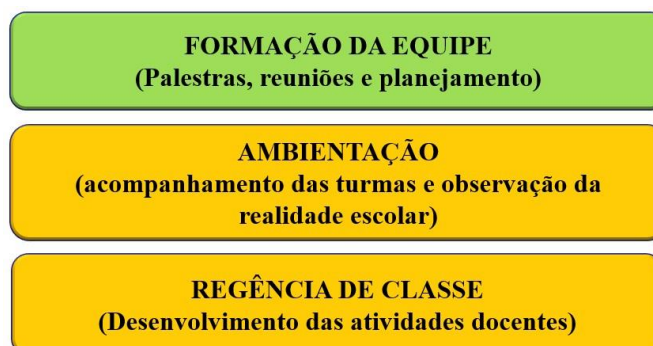 FORMAÇÃO DA EQUIPE
(Palestras, reuniões e planejamento)
AMBIENTAÇÃO
(acompanhamento das turmas e observação da
realidade escolar)
REGÊNCIA DE CLASSE
(Desenvolvimento das atividades docentes)